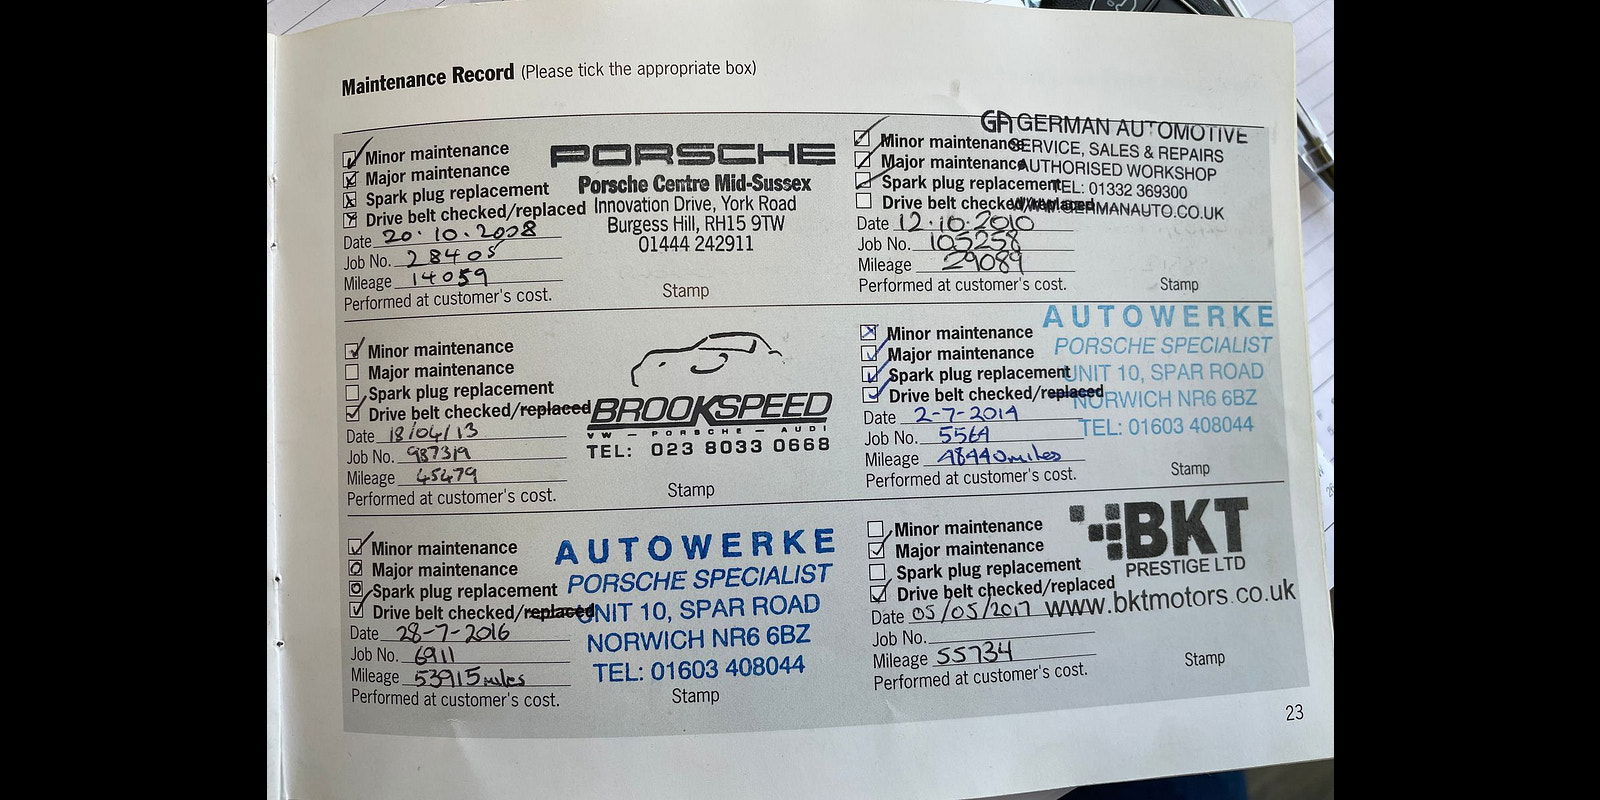 Maintenance Record (Please tick the appropriate box)
Minor maintenance
Major maintenance
Spark plug replacement
Drive belt checked/replaced
Date 20.10.2008
Job No. 28405
Mileage 14059
Performed at customer's cost.
PORSCHE
Porsche Centre Mid-Sussex
Innovation Drive, York Road
Burgess Hill, RH15 9TW
01444 242911
Stamp
Minor maintenance
Major maintenance
Spark plug replacement
Drive belt checked/replaced
Date 12.10.2010
Job No. 105258
Mileage 29089
Performed at customer's cost.
GA GERMAN AUTOMOTIVE
SERVICE, SALES & REPAIRS
AUTHORISED WORKSHOP
TEL: 01332 369300
WWW.GERMANAUTO.CO.UK
Stamp
Minor maintenance
Major maintenance
Spark plug replacement
Drive belt checked/replaced
Date 18/04/13
Job No. 987319
Mileage 45479
Performed at customer's cost.
BROOKSPEED
VW - PORSCHE - AUDI
TEL: 023 8033 0668
Stamp
Minor maintenance
Major maintenance
Spark plug replacement
Drive belt checked/replaced
Date 2-7-2014
Job No. 5564
Mileage 48440miles
Performed at customer's cost.
AUTOWERKE
PORSCHE SPECIALIST
UNIT 10, SPAR ROAD
NORWICH NR6 6BZ
TEL: 01603 408044
Stamp
Minor maintenance
Major maintenance
Spark plug replacement
Drive belt checked/replaced
Date 28-7-2016
Job No. 6911
Mileage 53915miles
Performed at customer's cost.
AUTOWERKE
PORSCHE SPECIALIST
UNIT 10, SPAR ROAD
NORWICH NR6 6BZ
TEL: 01603 408044
Stamp
Minor maintenance
Major maintenance
Spark plug replacement
Drive belt checked/replaced
Date 05/05/2017
Job No.
Mileage 55734
Performed at customer's cost.
BKT
PRESTIGE LTD
www.bktmotors.co.uk
Stamp
23